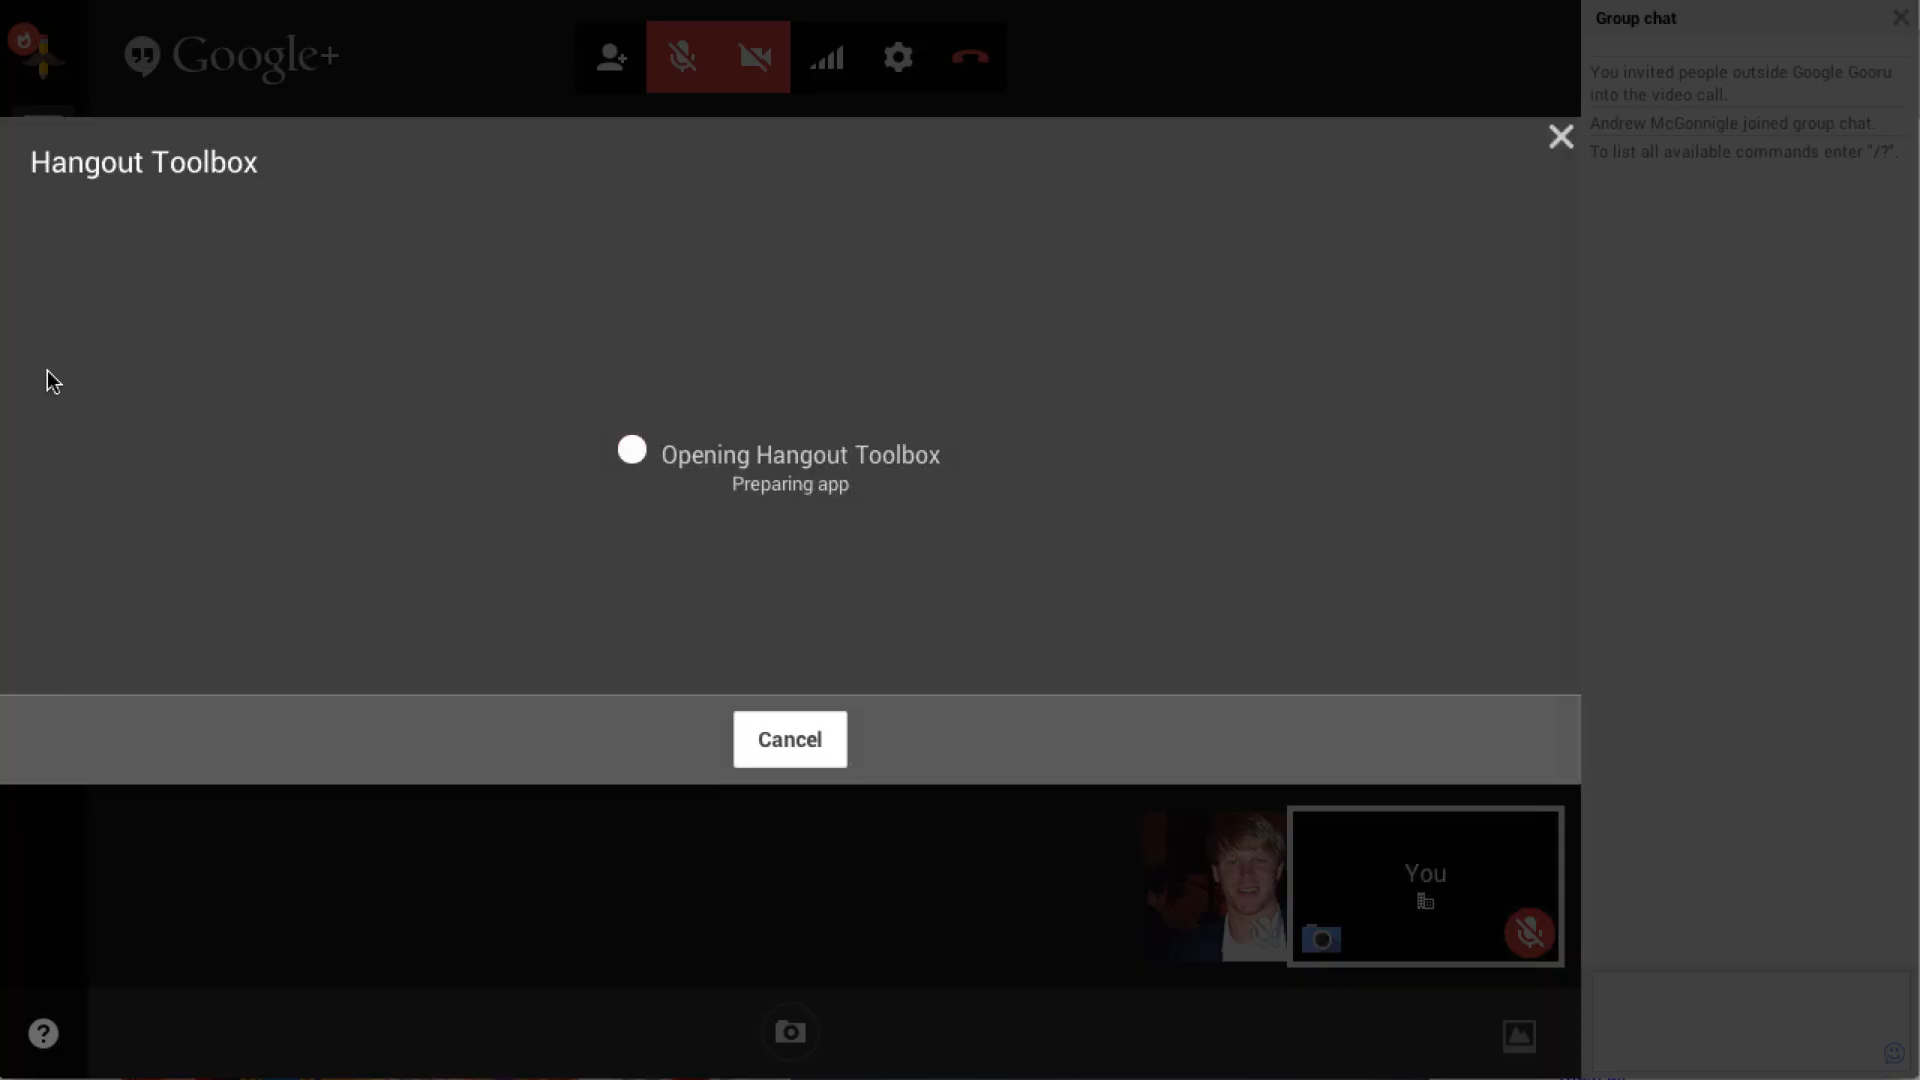 Google+
Group chat
You invited people outside Google Gooru
into the video call.
Andrew McGonnigle joined group chat.
To list all available commands enter "/?".
Hangout Toolbox
Opening Hangout Toolbox
Preparing app
Cancel
You